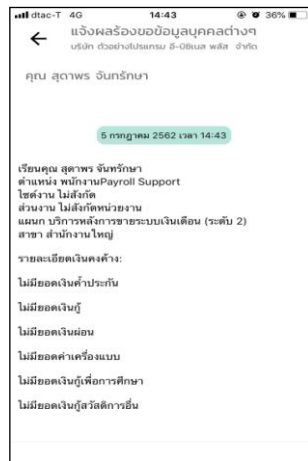 dtac-T 4G 14:43 36%
แจ้งผลร้องขอข้อมูลบุคคลต่างๆ
บริษัท ตัวอย่างโปรแกรม อี-บิซิเนส พลัส จำกัด
คุณ สุดาพร จันทรักษา
5 กรกฎาคม 2562 เวลา 14:43
เรียนคุณ สุดาพร จันทรักษา
ตำแหน่ง พนักงานPayroll Support
ไซต์งาน ไม่สังกัด
ส่วนงาน ไม่สังกัดหน่วยงาน
แผนก บริการหลังการขายระบบเงินเดือน (ระดับ 2)
สาขา สำนักงานใหญ่
รายละเอียดเงินคงค้าง:
ไม่มียอดเงินค้ำประกัน
ไม่มียอดเงินกู้
ไม่มียอดเงินผ่อน
ไม่มียอดค่าเครื่องแบบ
ไม่มียอดเงินกู้เพื่อการศึกษา
ไม่มียอดเงินกู้สวัสดิการอื่น